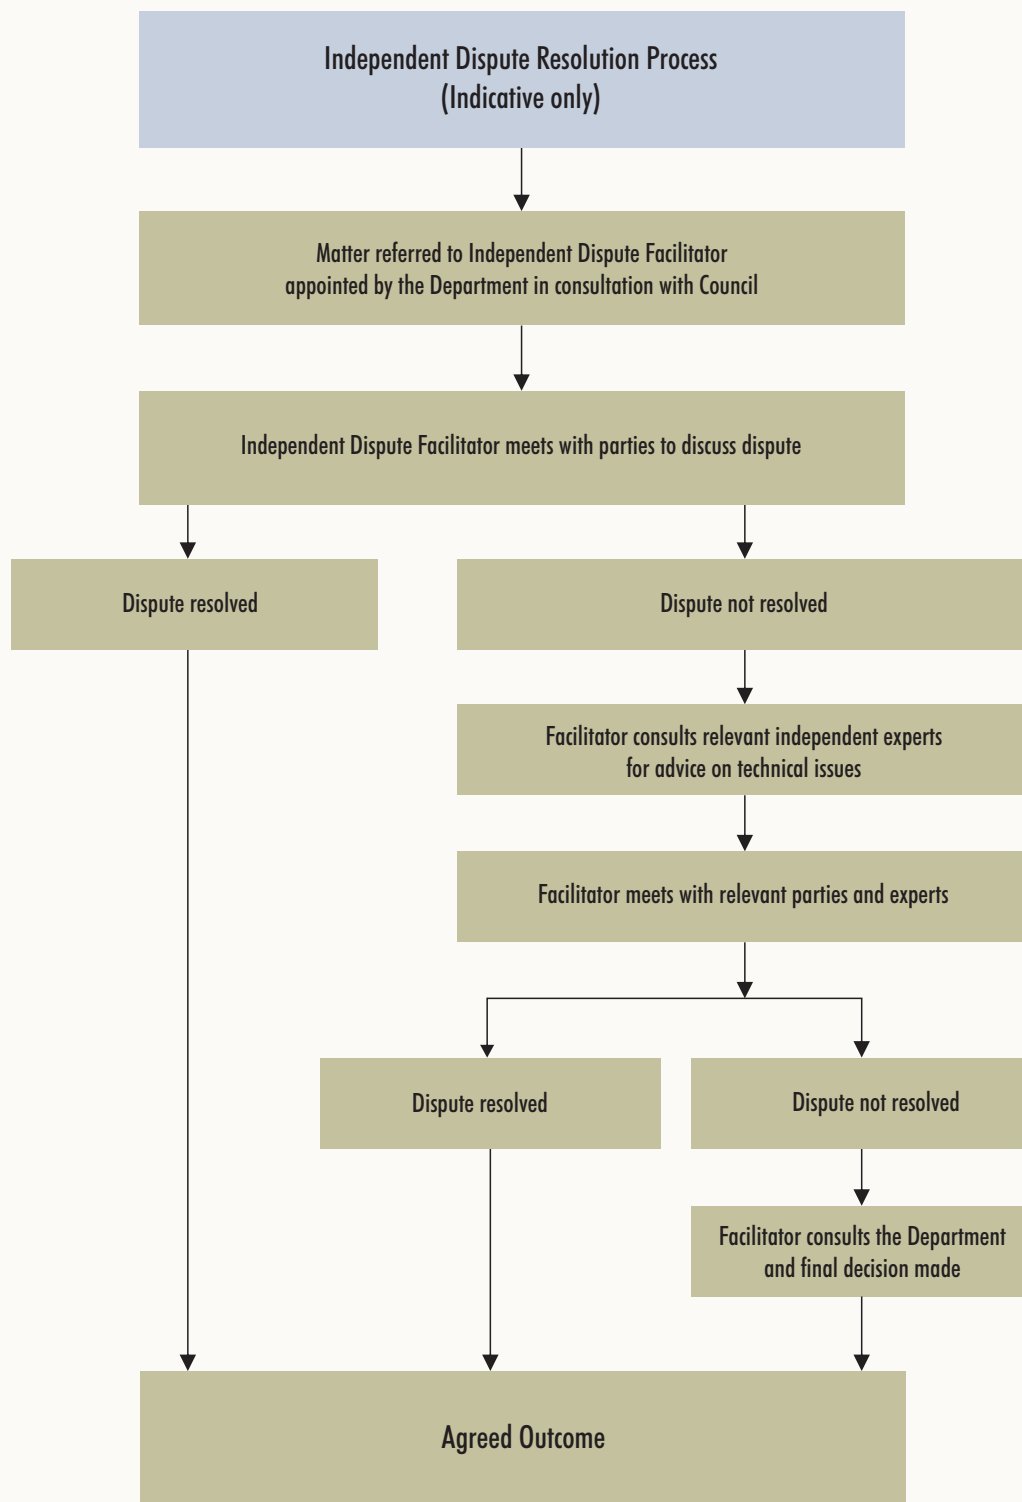 Independent Dispute Resolution Process
(Indicative only)
Matter referred to Independent Dispute Facilitator
appointed by the Department in consultation with Council
Independent Dispute Facilitator meets with parties to discuss dispute
Dispute resolved
Dispute not resolved
Facilitator consults relevant independent experts
for advice on technical issues
Facilitator meets with relevant parties and experts
Dispute resolved
Dispute not resolved
Facilitator consults the Department
and final decision made
Agreed Outcome